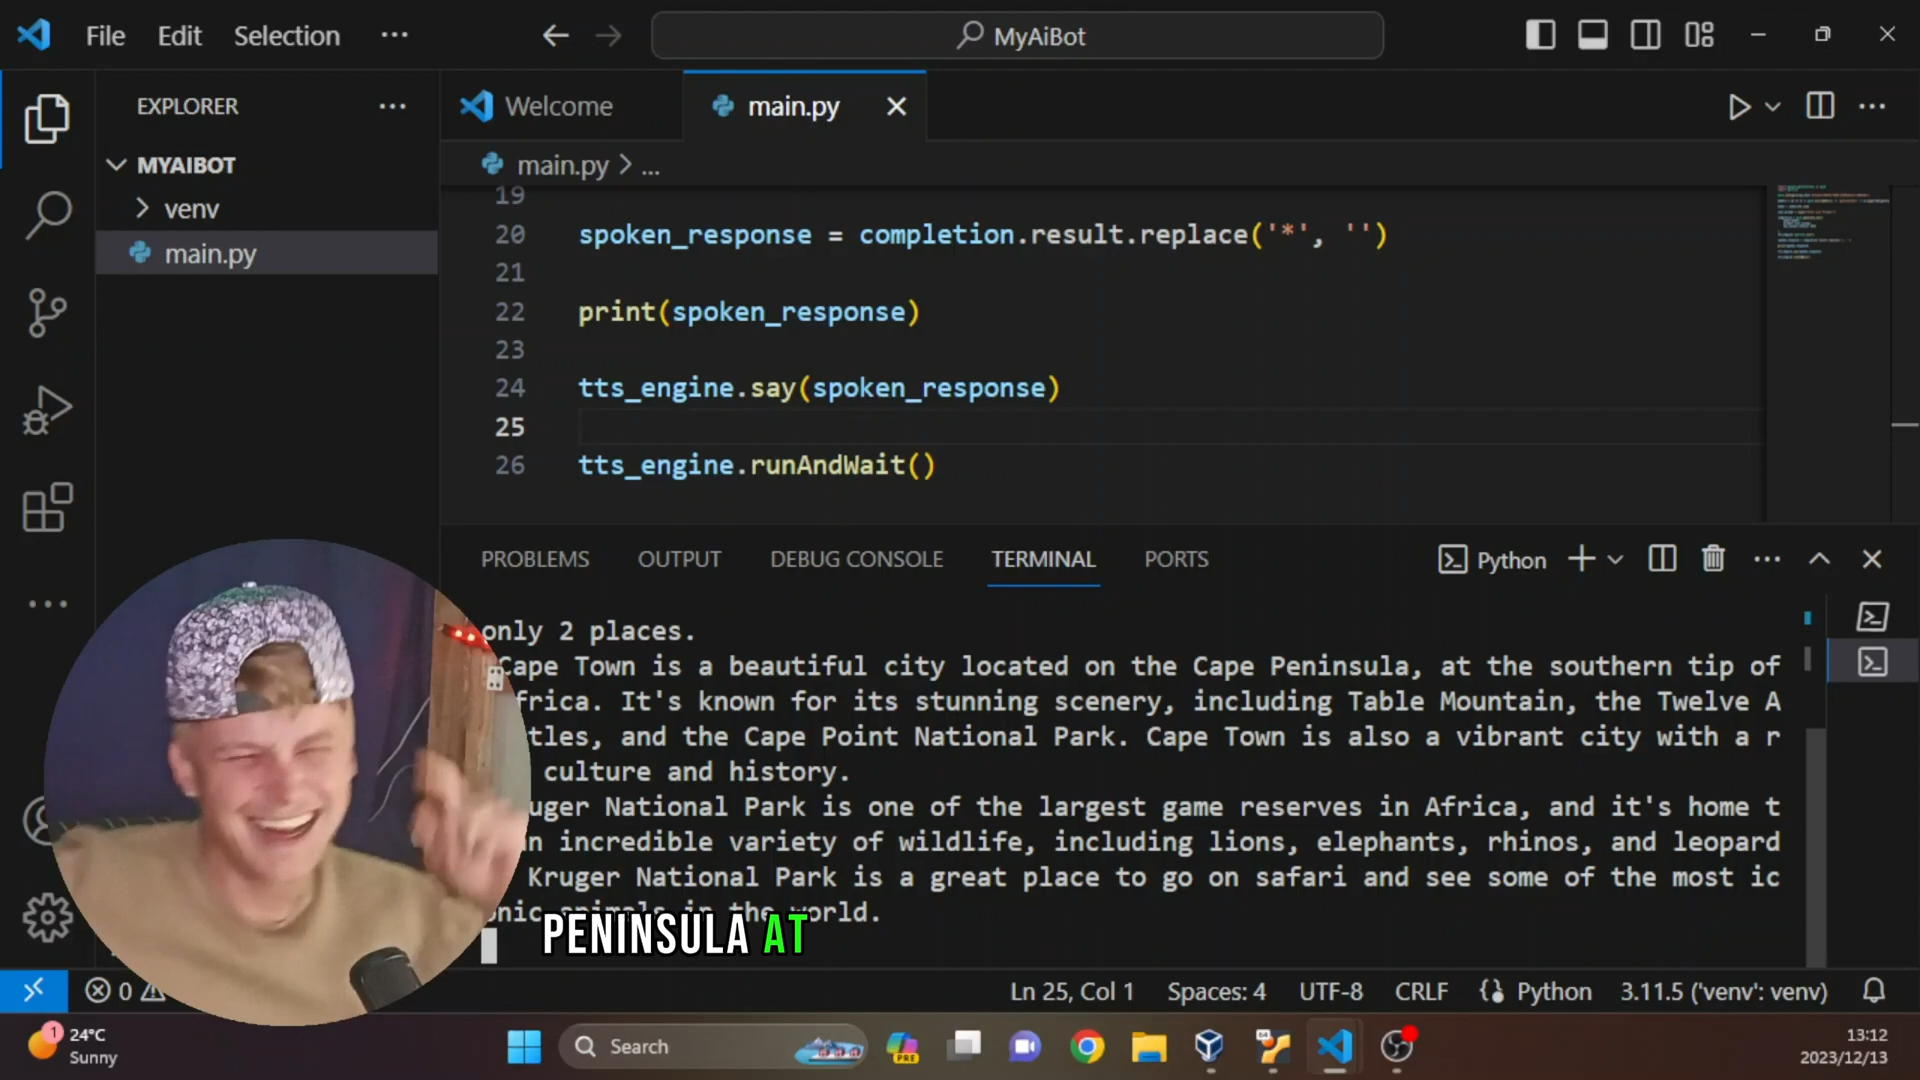 File Edit Selection ...
MyAiBot
EXPLORER
Welcome
main.py
MYAIBOT
venv
main.py
main.py > ...
19
20 spoken_response = completion.result.replace('*', '')
21
22 print(spoken_response)
23
24 tts_engine.say(spoken_response)
25
26 tts_engine.runAndWait()
PROBLEMS OUTPUT DEBUG CONSOLE TERMINAL PORTS
Python
only 2 places.
Cape Town is a beautiful city located on the Cape Peninsula, at the southern tip of
frica. It's known for its stunning scenery, including Table Mountain, the Twelve A
tles, and the Cape Point National Park. Cape Town is also a vibrant city with a r
culture and history.
uger National Park is one of the largest game reserves in Africa, and it's home t
n incredible variety of wildlife, including lions, elephants, rhinos, and leopard
Kruger National Park is a great place to go on safari and see some of the most ic
onic animals in the world.
PENINSULA AT
0
Ln 25, Col 1 Spaces: 4 UTF-8 CRLF Python 3.11.5 ('venv': venv)
1
24°C
Sunny
Search
PRE
64
13:12
2023/12/13